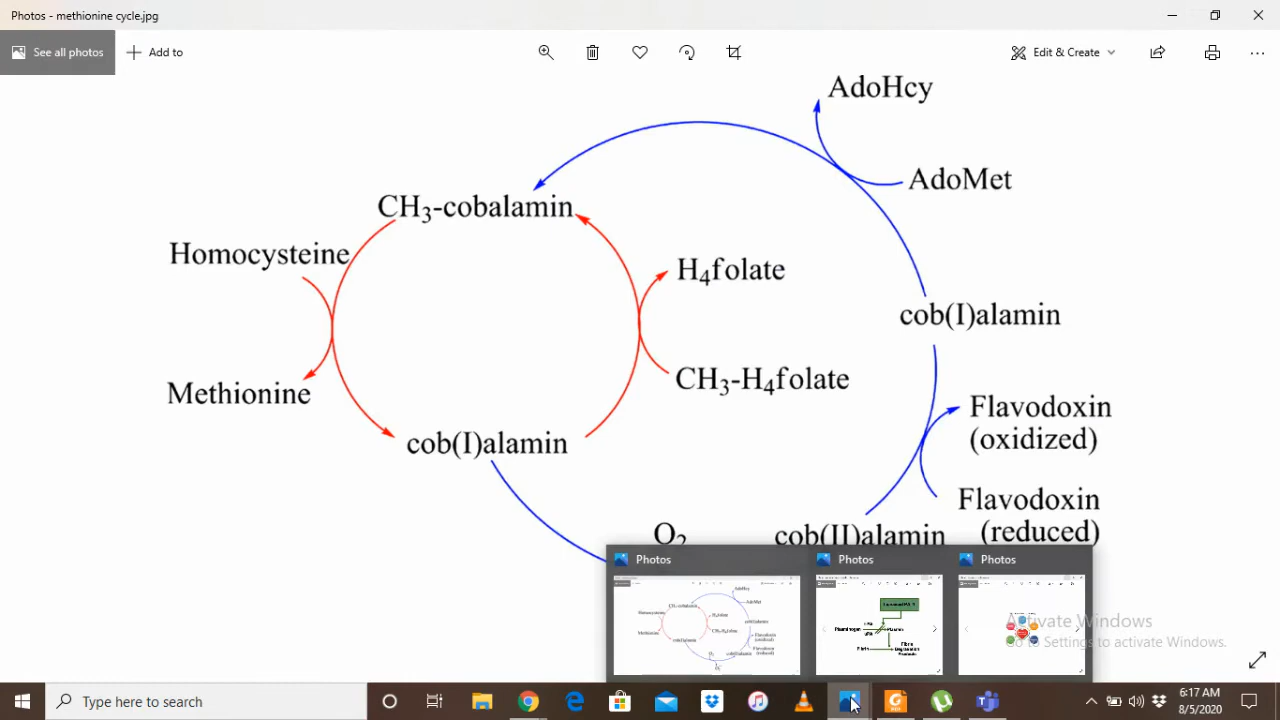 Photos - methionine cycle.jpg
See all photos
Add to
Edit & Create
AdoHcy
AdoMet
CH₃-cobalamin
Homocysteine
H₄folate
cob(I)alamin
CH₃-H₄folate
Methionine
Flavodoxin
(oxidized)
cob(I)alamin
Flavodoxin
(reduced)
O₂
cob(II)alamin
Photos
Photos
Photos
Activate Windows
Go to Settings to activate Windows.
Type here to search
6:17 AM
8/5/2020